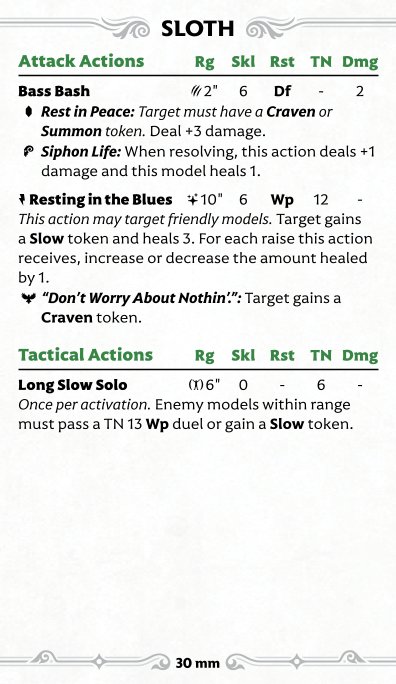 SLOTH
Attack Actions Rg Skl Rst TN Dmg
Bass Bash 2" 6 Df - 2
Rest in Peace: Target must have a Craven or
Summon token. Deal +3 damage.
Siphon Life: When resolving, this action deals +1
damage and this model heals 1.
Resting in the Blues 10" 6 Wp 12 -
This action may target friendly models. Target gains
a Slow token and heals 3. For each raise this action
receives, increase or decrease the amount healed
by 1.
“Don’t Worry About Nothin’.”: Target gains a
Craven token.
Tactical Actions Rg Skl Rst TN Dmg
Long Slow Solo 6" 0 - 6 -
Once per activation. Enemy models within range
must pass a TN 13 Wp duel or gain a Slow token.
30 mm